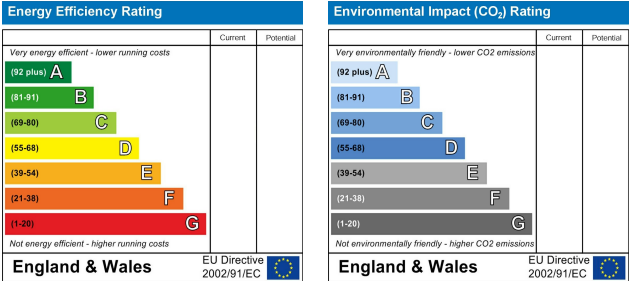 Energy Efficiency Rating
Current Potential
Very energy efficient - lower running costs
(92 plus) A
(81-91) B
(69-80) C
(55-68) D
(39-54) E
(21-38) F
(1-20) G
Not energy efficient - higher running costs
England & Wales
EU Directive
2002/91/EC
Environmental Impact (CO₂) Rating
Current Potential
Very environmentally friendly - lower CO2 emissions
(92 plus) A
(81-91) B
(69-80) C
(55-68) D
(39-54) E
(21-38) F
(1-20) G
Not environmentally friendly - higher CO2 emissions
England & Wales
EU Directive
2002/91/EC